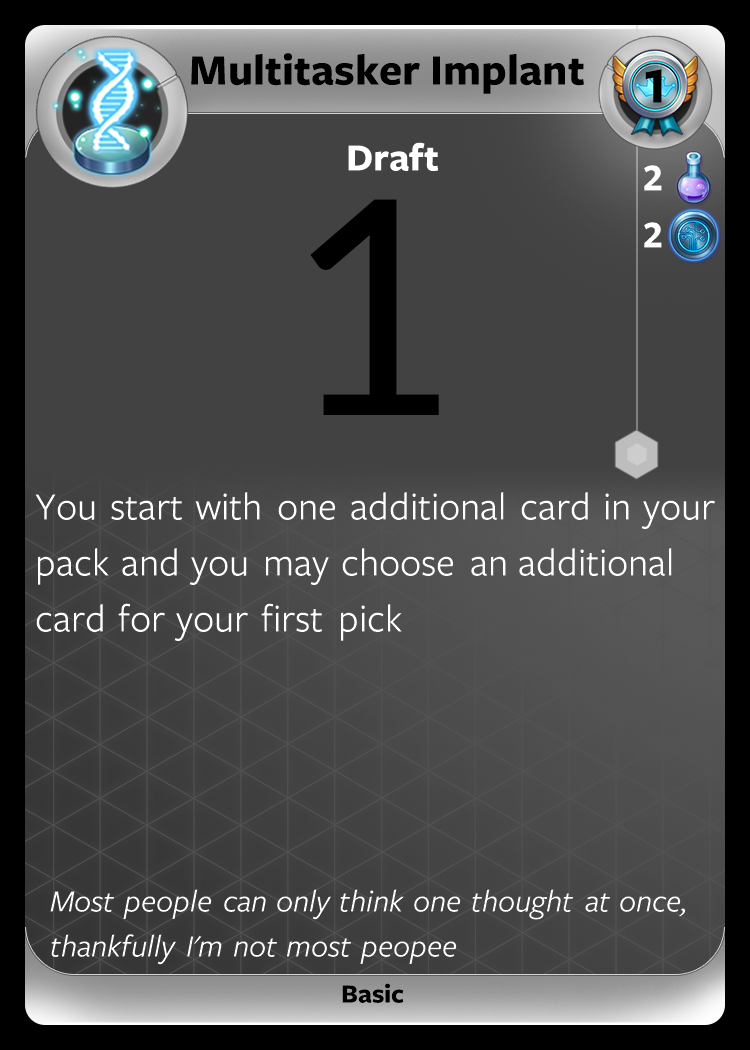 Multitasker Implant
1
Draft
2
2
1
You start with one additional card in your
pack and you may choose an additional
card for your first pick
Most people can only think one thought at once,
thankfully I'm not most peopee
Basic